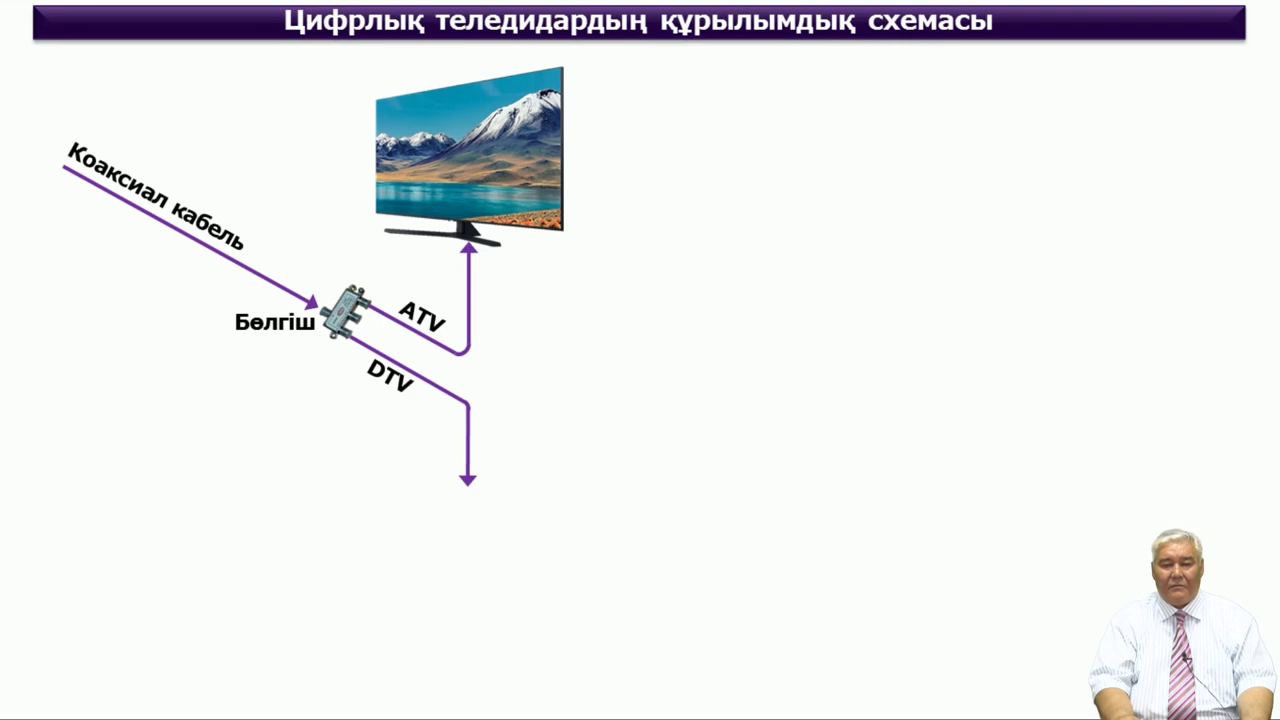 Цифрлық теледидардың құрылымдық схемасы
Коаксиал кабель
Бөлгіш
ATV
DTV